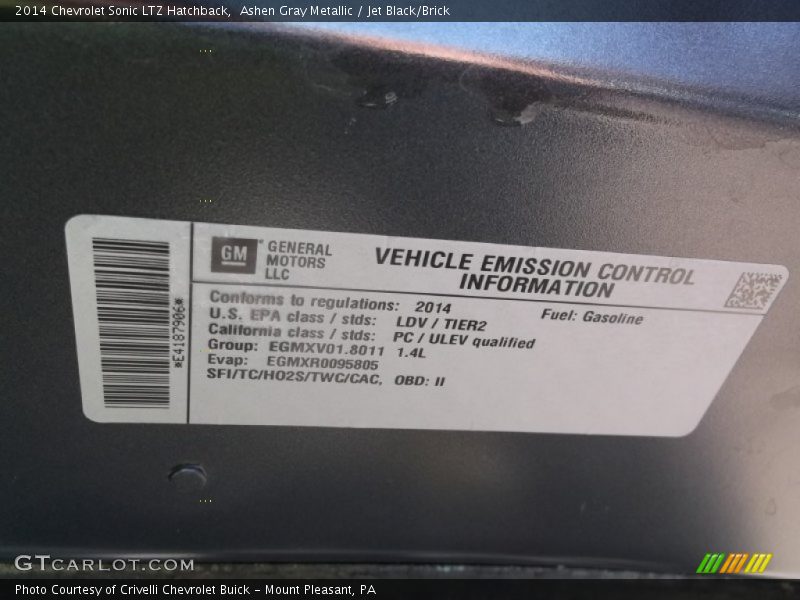 2014 Chevrolet Sonic LTZ Hatchback,  Ashen Gray Metallic / Jet Black/Brick
GM
GENERAL
MOTORS
LLC
VEHICLE EMISSION CONTROL
INFORMATION
Conforms to regulations: 2014
Fuel: Gasoline
U.S. EPA class / stds: LDV / TIER2
California class / stds: PC / ULEV qualified
Group: EGMXV01.8011 1.4L
Evap: EGMXR0095805
SFI/TC/HO2S/TWC/CAC, OBD: II
*E4187906*
GTCARLOT.COM
Photo Courtesy of Crivelli Chevrolet Buick - Mount Pleasant, PA